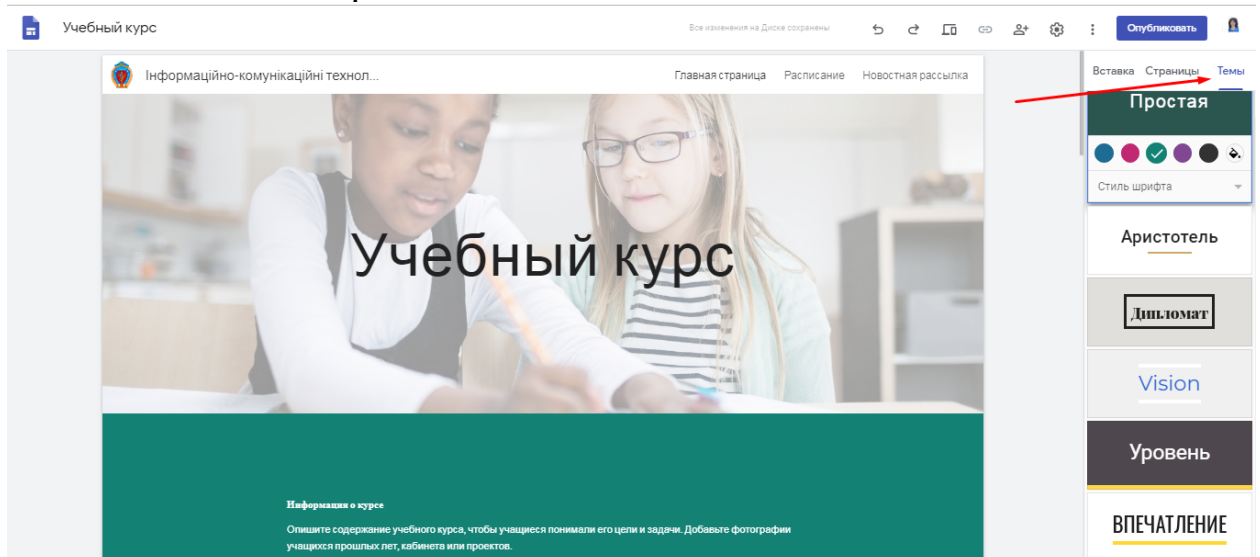 Учебный курс
Все изменения на Диске сохранены
Опубликовать
Інформаційно-комунікаційні технол...
Главная страница Расписание Новостная рассылка
Вставка Страницы Темы
Учебный курс
Информация о курсе
Опишите содержание учебного курса, чтобы учащиеся понимали его цели и задачи. Добавьте фотографии
учащихся прошлых лет, кабинета или проектов.
Простая
Стиль шрифта
Аристотель
Дипломат
Vision
Уровень
ВПЕЧАТЛЕНИЕ